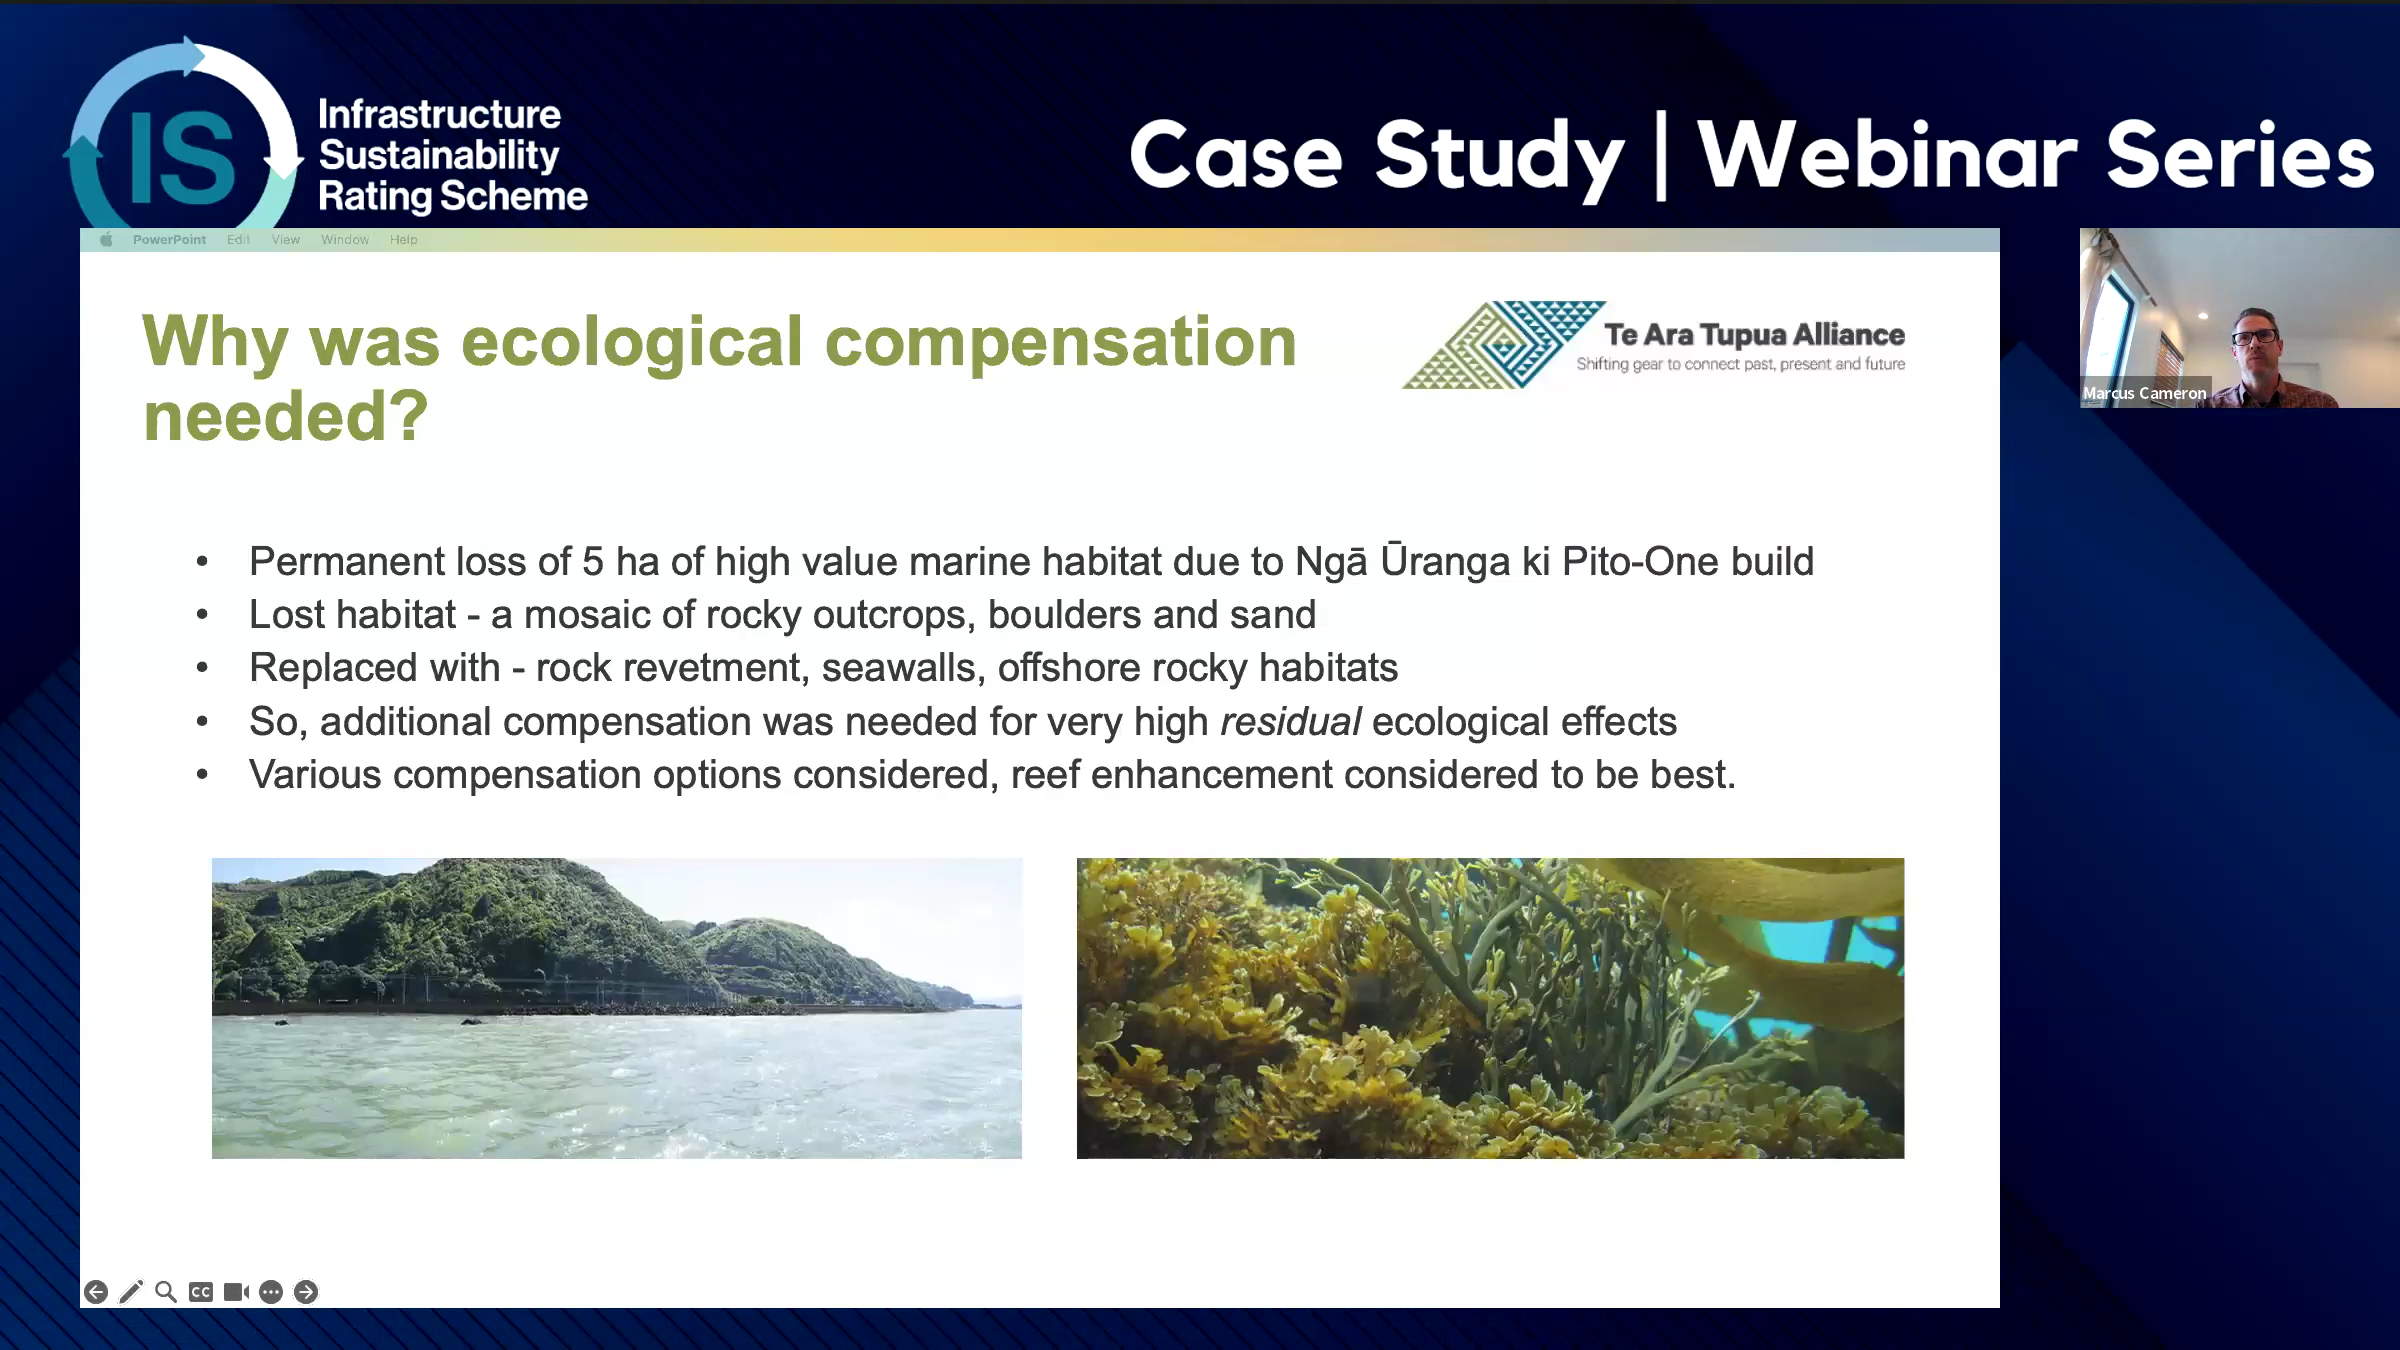 IS
Infrastructure
Sustainability
Rating Scheme
Case Study | Webinar Series
PowerPoint Edit View Window Help
Why was ecological compensation
needed?
Te Ara Tupua Alliance
Shifting gear to connect past, present and future
Marcus Cameron
• Permanent loss of 5 ha of high value marine habitat due to Ngā Ūranga ki Pito-One build
• Lost habitat - a mosaic of rocky outcrops, boulders and sand
• Replaced with - rock revetment, seawalls, offshore rocky habitats
• So, additional compensation was needed for very high residual ecological effects
• Various compensation options considered, reef enhancement considered to be best.
CC